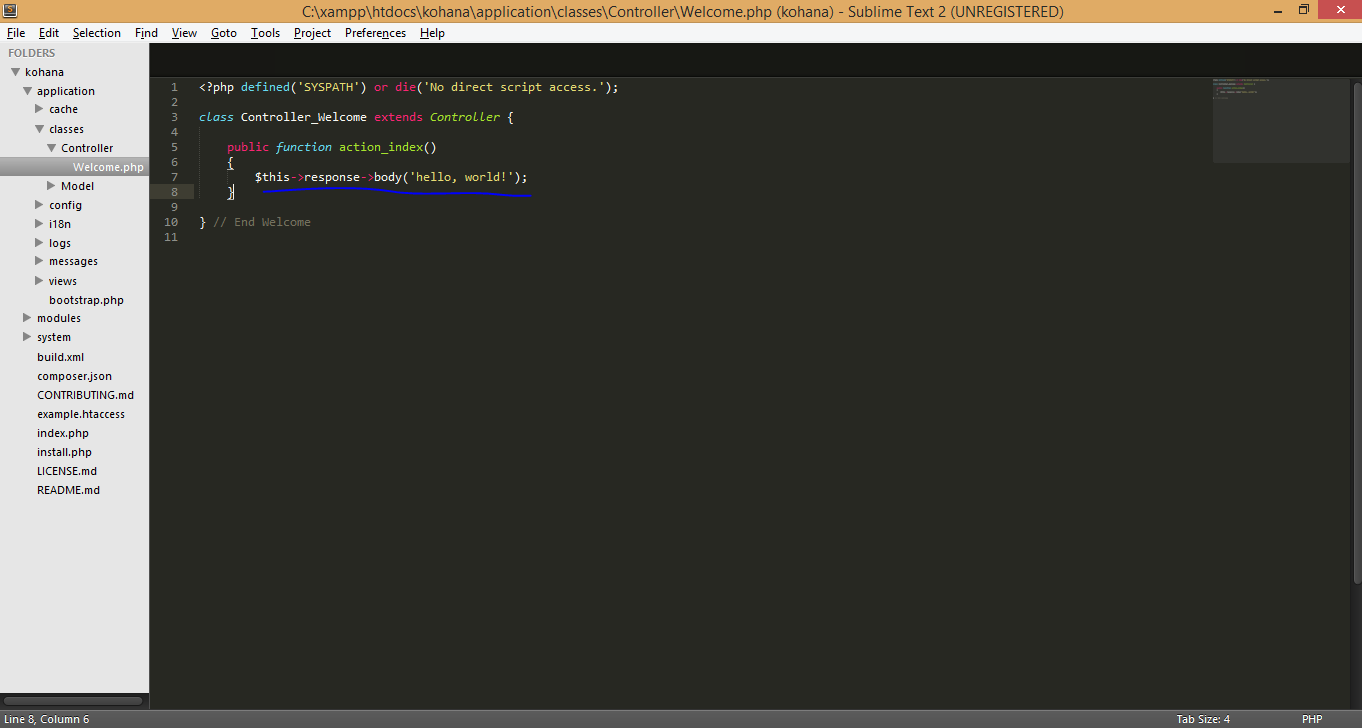 C:\xampp\htdocs\kohana\application\classes\Controller\Welcome.php (kohana) - Sublime Text 2 (UNREGISTERED)
File Edit Selection Find View Goto Tools Project Preferences Help
FOLDERS
kohana
application
cache
classes
Controller
Welcome.php
Model
config
i18n
logs
messages
views
bootstrap.php
modules
system
build.xml
composer.json
CONTRIBUTING.md
example.htaccess
index.php
install.php
LICENSE.md
README.md
1 <?php defined('SYSPATH') or die('No direct script access.');
2
3 class Controller_Welcome extends Controller {
4
5 public function action_index()
6 {
7 $this->response->body('hello, world!');
8 }
9
10 } // End Welcome
11
Line 8, Column 6 Tab Size: 4 PHP